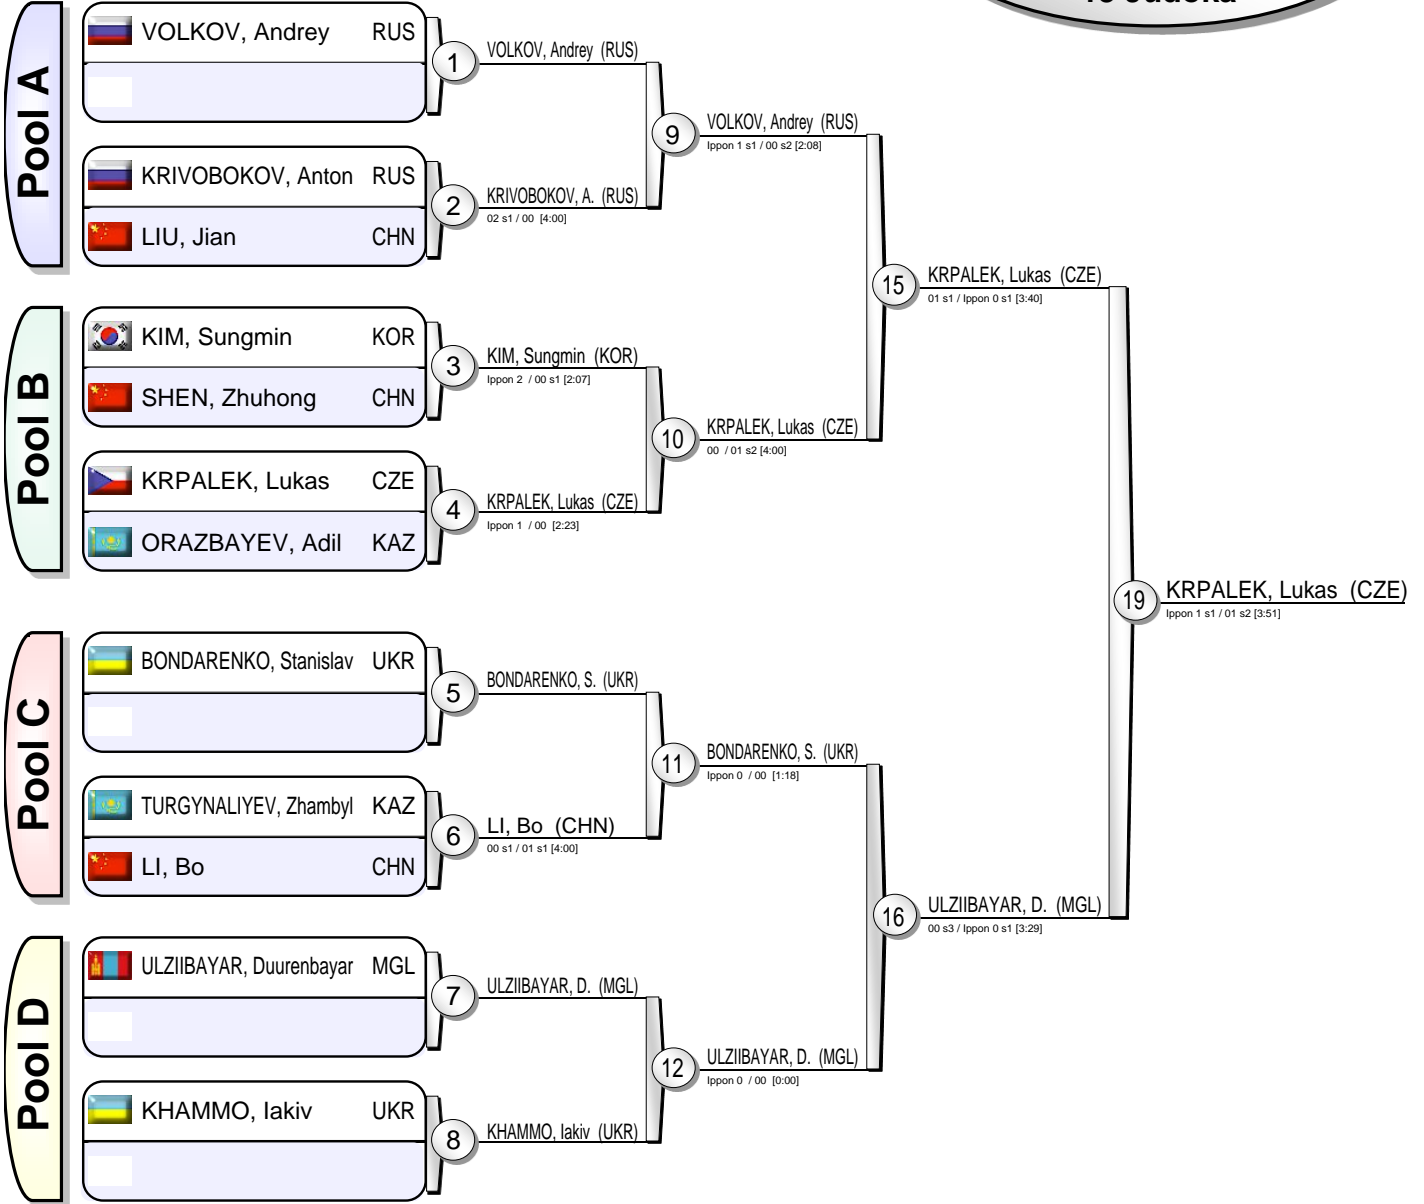 Pool A
VOLKOV, Andrey RUS
1
VOLKOV, Andrey (RUS)
KRIVOBOKOV, Anton RUS
LIU, Jian CHN
2
KRIVOBOKOV, A. (RUS)
02 s1 / 00 [4:00]
9
VOLKOV, Andrey (RUS)
Ippon 1 s1 / 00 s2 [2:08]
Pool B
KIM, Sungmin KOR
SHEN, Zhuhong CHN
3
KIM, Sungmin (KOR)
Ippon 2 / 00 s1 [2:07]
KRPALEK, Lukas CZE
ORAZBAYEV, Adil KAZ
4
KRPALEK, Lukas (CZE)
Ippon 1 / 00 [2:23]
10
KRPALEK, Lukas (CZE)
00 / 01 s2 [4:00]
15
KRPALEK, Lukas (CZE)
01 s1 / Ippon 0 s1 [3:40]
Pool C
BONDARENKO, Stanislav UKR
5
BONDARENKO, S. (UKR)
TURGYNALIYEV, Zhambyl KAZ
LI, Bo CHN
6
LI, Bo (CHN)
00 s1 / 01 s1 [4:00]
11
BONDARENKO, S. (UKR)
Ippon 0 / 00 [1:18]
Pool D
ULZIIBAYAR, Duurenbayar MGL
7
ULZIIBAYAR, D. (MGL)
KHAMMO, Iakiv UKR
8
KHAMMO, Iakiv (UKR)
12
ULZIIBAYAR, D. (MGL)
Ippon 0 / 00 [0:00]
16
ULZIIBAYAR, D. (MGL)
00 s3 / Ippon 0 s1 [3:29]
19
KRPALEK, Lukas (CZE)
Ippon 1 s1 / 01 s2 [3:51]